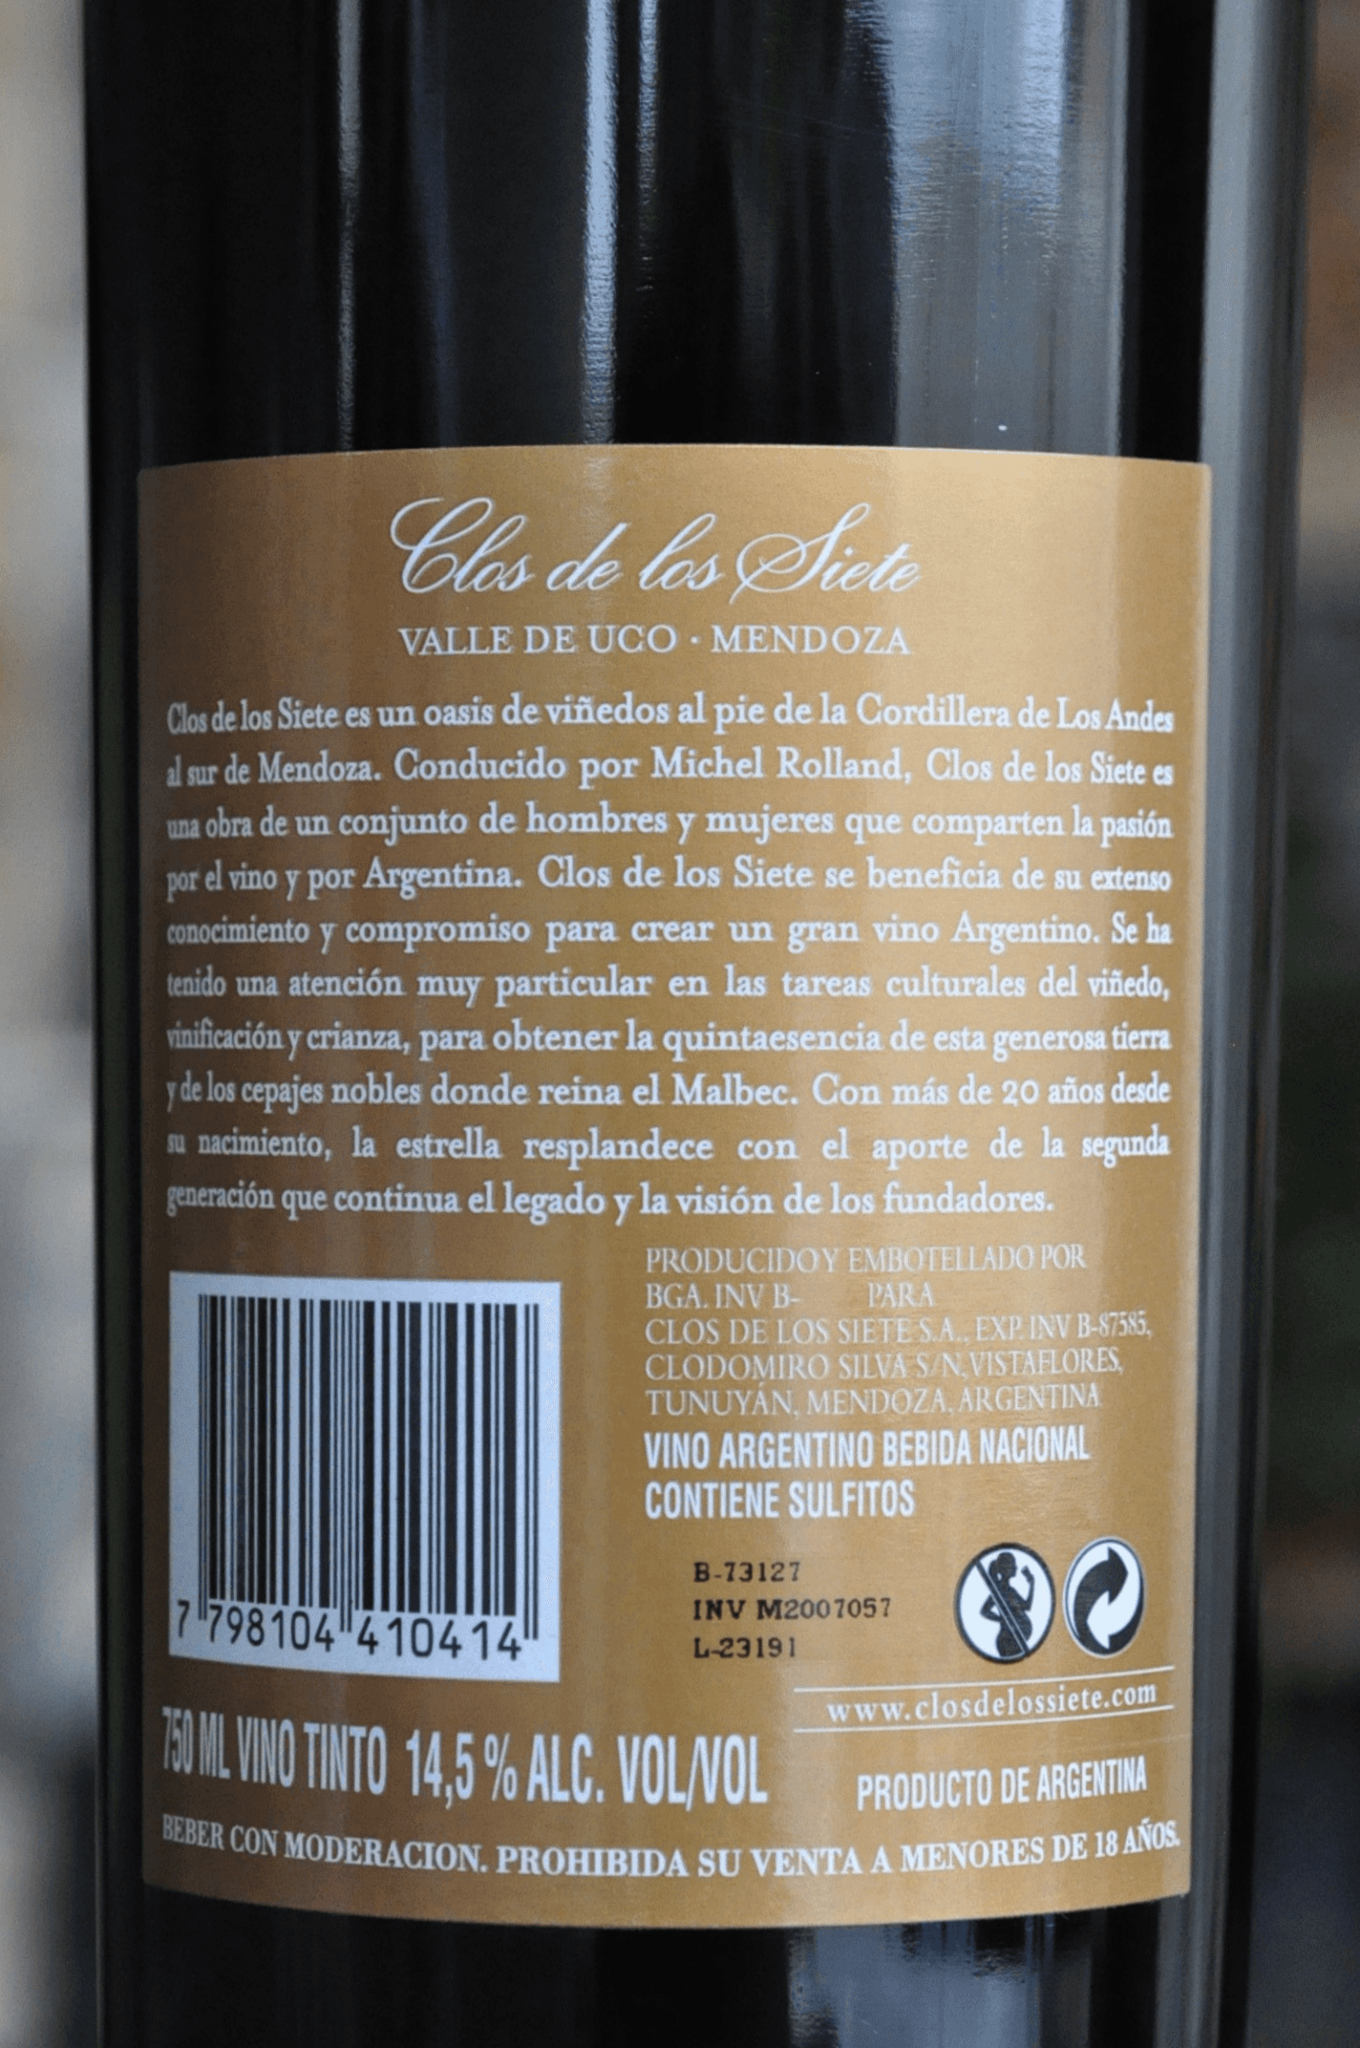 Clos de los Siete
VALLE DE UCO · MENDOZA
Clos de los Siete es un oasis de viñedos al pie de la Cordillera de Los Andes
al sur de Mendoza. Conducido por Michel Rolland, Clos de los Siete es
una obra de un conjunto de hombres y mujeres que comparten la pasión
por el vino y por Argentina. Clos de los Siete se beneficia de su extenso
conocimiento y compromiso para crear un gran vino Argentino. Se ha
tenido una atención muy particular en las tareas culturales del viñedo,
vinificación y crianza, para obtener la quintaesencia de esta generosa tierra
y de los cepajes nobles donde reina el Malbec. Con más de 20 años desde
su nacimiento, la estrella resplandece con el aporte de la segunda
generación que continua el legado y la visión de los fundadores.
PRODUCIDO Y EMBOTELLADO POR
BGA. INV B- PARA
CLOS DE LOS SIETE S.A., EXP. INV B-87585,
CLODOMIRO SILVA S/N, VISTAFLORES,
TUNUYÁN, MENDOZA, ARGENTINA
VINO ARGENTINO BEBIDA NACIONAL
CONTIENE SULFITOS
B-73127
INV M2007057
L-23191
7 798104 410414
www.closdelossiete.com
750 ML VINO TINTO 14,5 % ALC. VOL/VOL
PRODUCTO DE ARGENTINA
BEBER CON MODERACION. PROHIBIDA SU VENTA A MENORES DE 18 AÑOS.